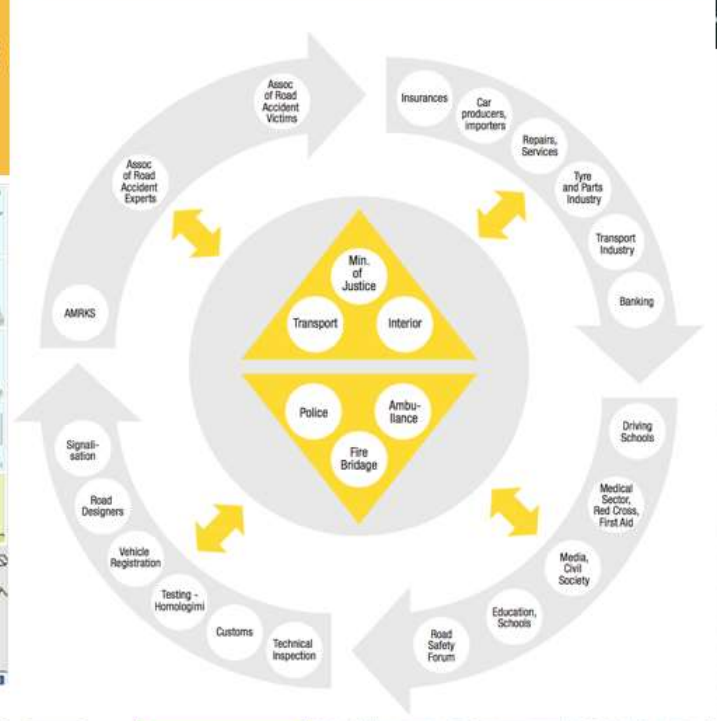 Assoc
of Road
Accident
Victims
Assoc
of Road
Accident
Experts
AMRKS
Insurances
Car
producers,
importers
Repairs,
Services
Tyre
and Parts
Industry
Transport
Industry
Banking
Min.
of
Justice
Transport
Interior
Police
Ambu-
llance
Fire
Bridage
Driving
Schools
Medical
Sector,
Red Cross,
First Aid
Media,
Civil
Society
Education,
Schools
Road
Safety
Forum
Technical
Inspection
Customs
Testing -
Homologimi
Vehicle
Registration
Road
Designers
Signali-
sation